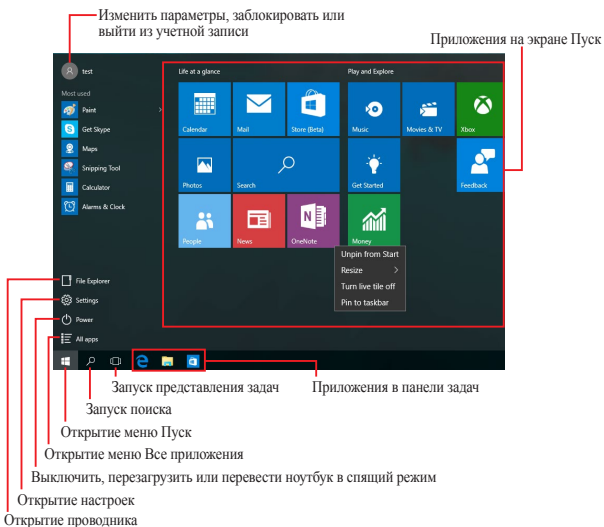 Изменить параметры, заблокировать или
выйти из учетной записи
Приложения на экране Пуск
test
Life at a glance
Play and Explore
Most used
Paint
Get Skype
Maps
Snipping Tool
Calculator
Alarms & Clock
Calendar
Mail
Store (Beta)
Music
Movies & TV
Xbox
Photos
Search
Get Started
Feedback
People
News
OneNote
Money
Unpin from Start
Resize
Turn live tile off
Pin to taskbar
File Explorer
Settings
Power
All apps
Запуск представления задач
Приложения в панели задач
Запуск поиска
Открытие меню Пуск
Открытие меню Все приложения
Выключить, перезагрузить или перевести ноутбук в спящий режим
Открытие настроек
Открытие проводника